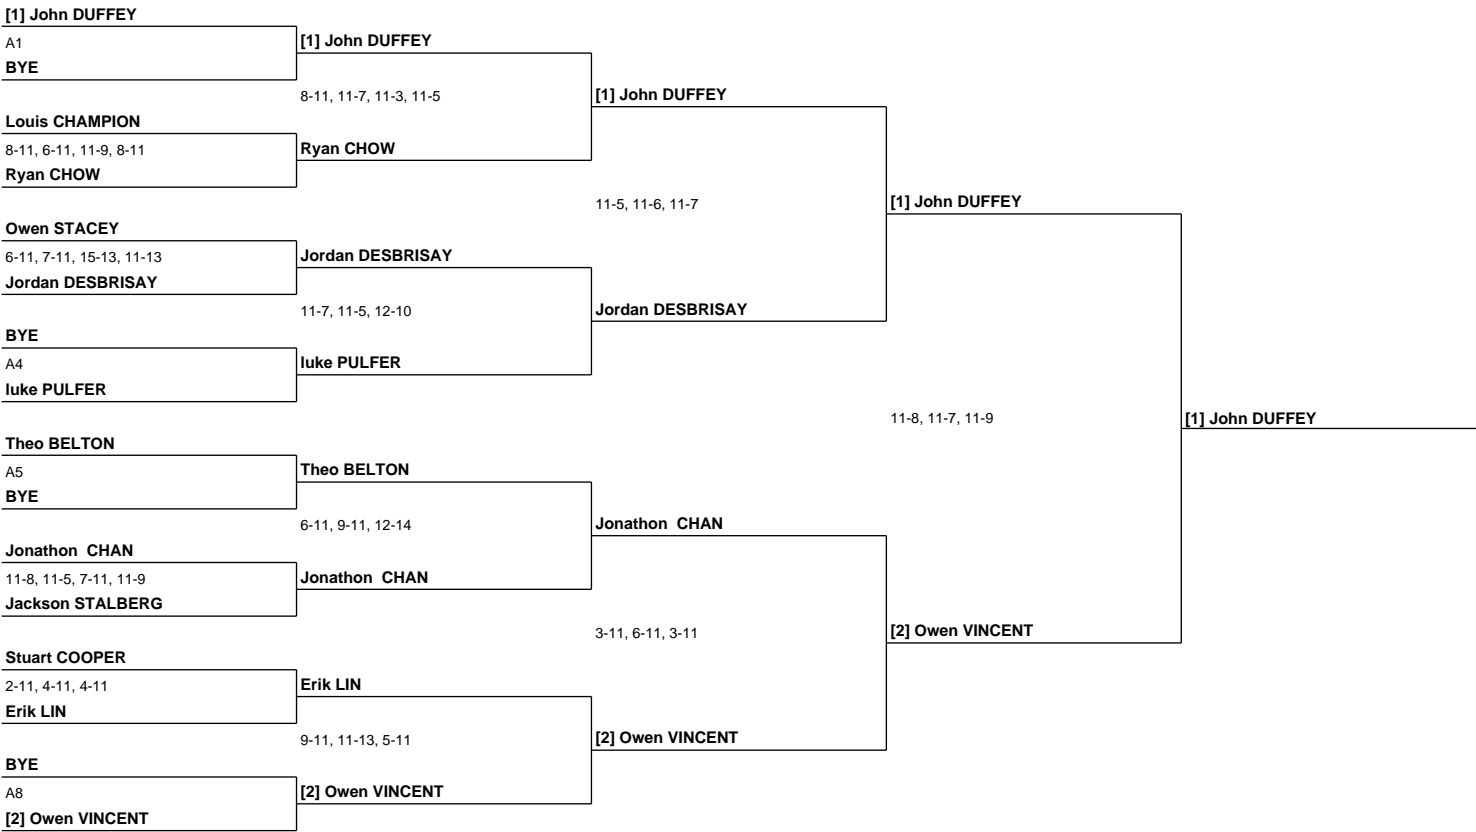 [1] John DUFFEY
A1
BYE
Louis CHAMPION
8-11, 6-11, 11-9, 8-11
Ryan CHOW
Owen STACEY
6-11, 7-11, 15-13, 11-13
Jordan DESBRISAY
BYE
A4
luke PULFER
Theo BELTON
A5
BYE
Jonathon  CHAN
11-8, 11-5, 7-11, 11-9
Jackson STALBERG
Stuart COOPER
2-11, 4-11, 4-11
Erik LIN
BYE
A8
[2] Owen VINCENT
[1] John DUFFEY
8-11, 11-7, 11-3, 11-5
Ryan CHOW
Jordan DESBRISAY
11-7, 11-5, 12-10
luke PULFER
Theo BELTON
6-11, 9-11, 12-14
Jonathon  CHAN
Erik LIN
9-11, 11-13, 5-11
[2] Owen VINCENT
[1] John DUFFEY
11-5, 11-6, 11-7
Jordan DESBRISAY
Jonathon  CHAN
3-11, 6-11, 3-11
[2] Owen VINCENT
[1] John DUFFEY
11-8, 11-7, 11-9
[2] Owen VINCENT
[1] John DUFFEY